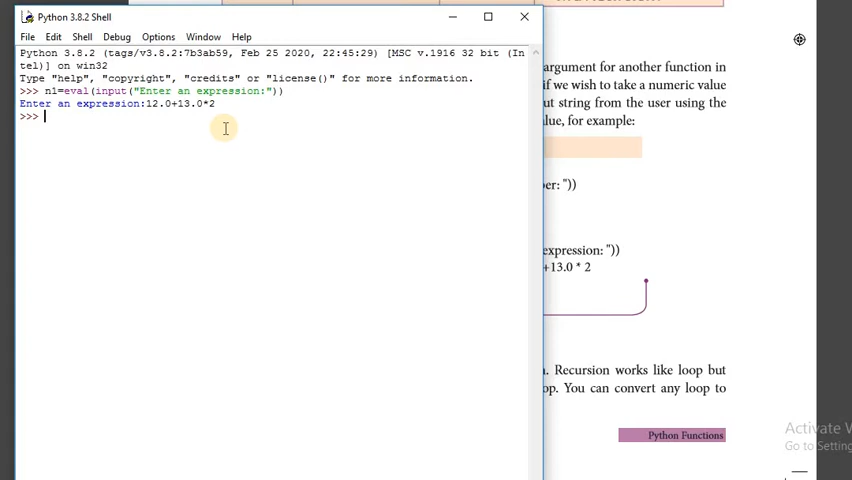 Python 3.8.2 Shell
File Edit Shell Debug Options Window Help
Python 3.8.2 (tags/v3.8.2:7b3ab59, Feb 25 2020, 22:45:29) [MSC v.1916 32 bit (In
tel)] on win32
Type "help", "copyright", "credits" or "license()" for more information.
>>> n1=eval(input("Enter an expression:"))
Enter an expression:12.0+13.0*2
>>>
argument for another function in
if we wish to take a numeric value
out string from the user using the
alue, for example:
ber: "))
expression: "))
+13.0 * 2
n. Recursion works like loop but
op. You can convert any loop to
Python Functions
Activate W
Go to Setting